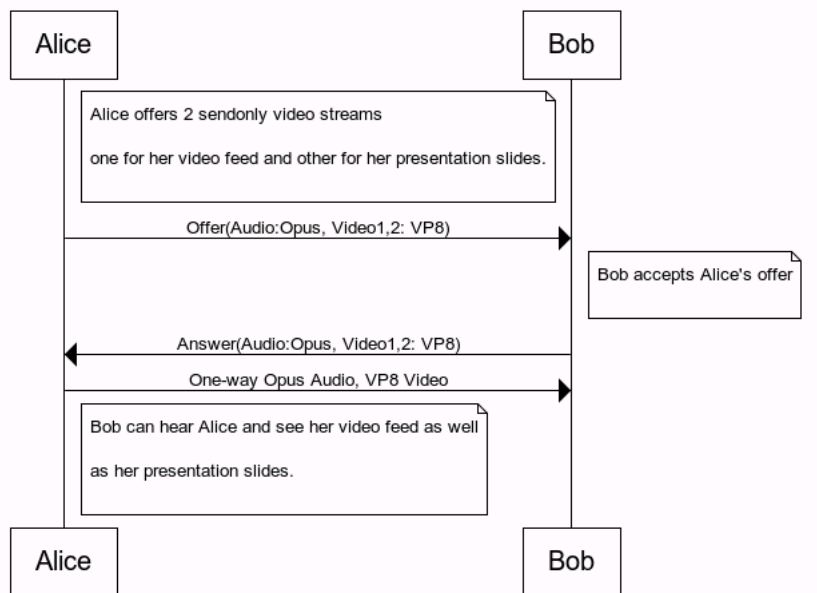 Alice
Bob
Alice offers 2 sendonly video streams
one for her video feed and other for her presentation slides.
Offer(Audio:Opus, Video1,2: VP8)
Bob accepts Alice's offer
Answer(Audio:Opus, Video1,2: VP8)
One-way Opus Audio, VP8 Video
Bob can hear Alice and see her video feed as well
as her presentation slides.
Alice
Bob